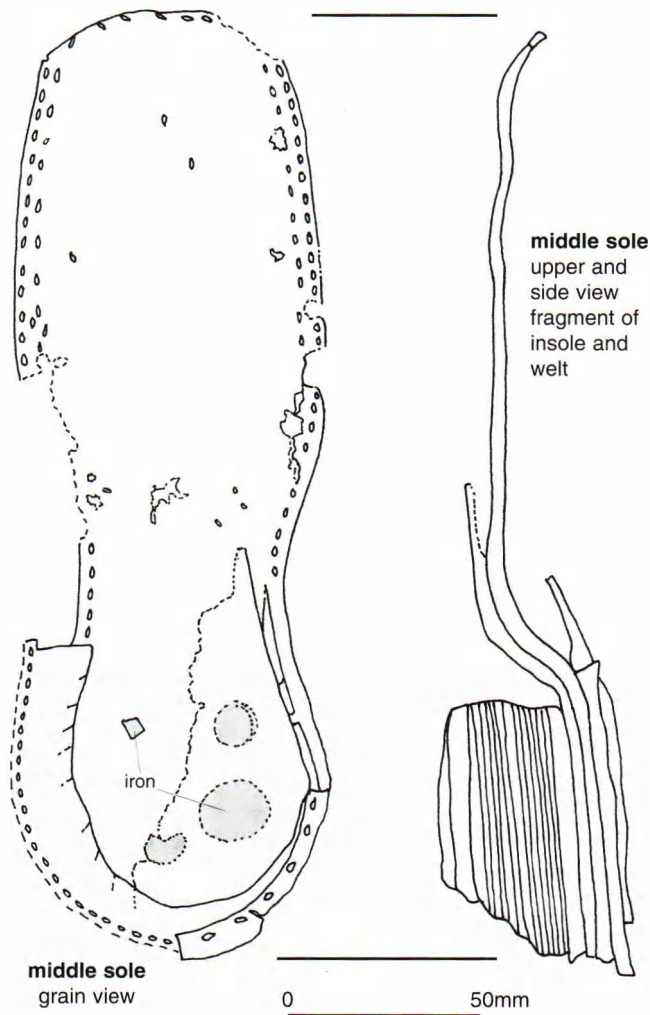 middle sole
upper and
side view
fragment of
insole and
welt
iron
middle sole
grain view
0 50mm